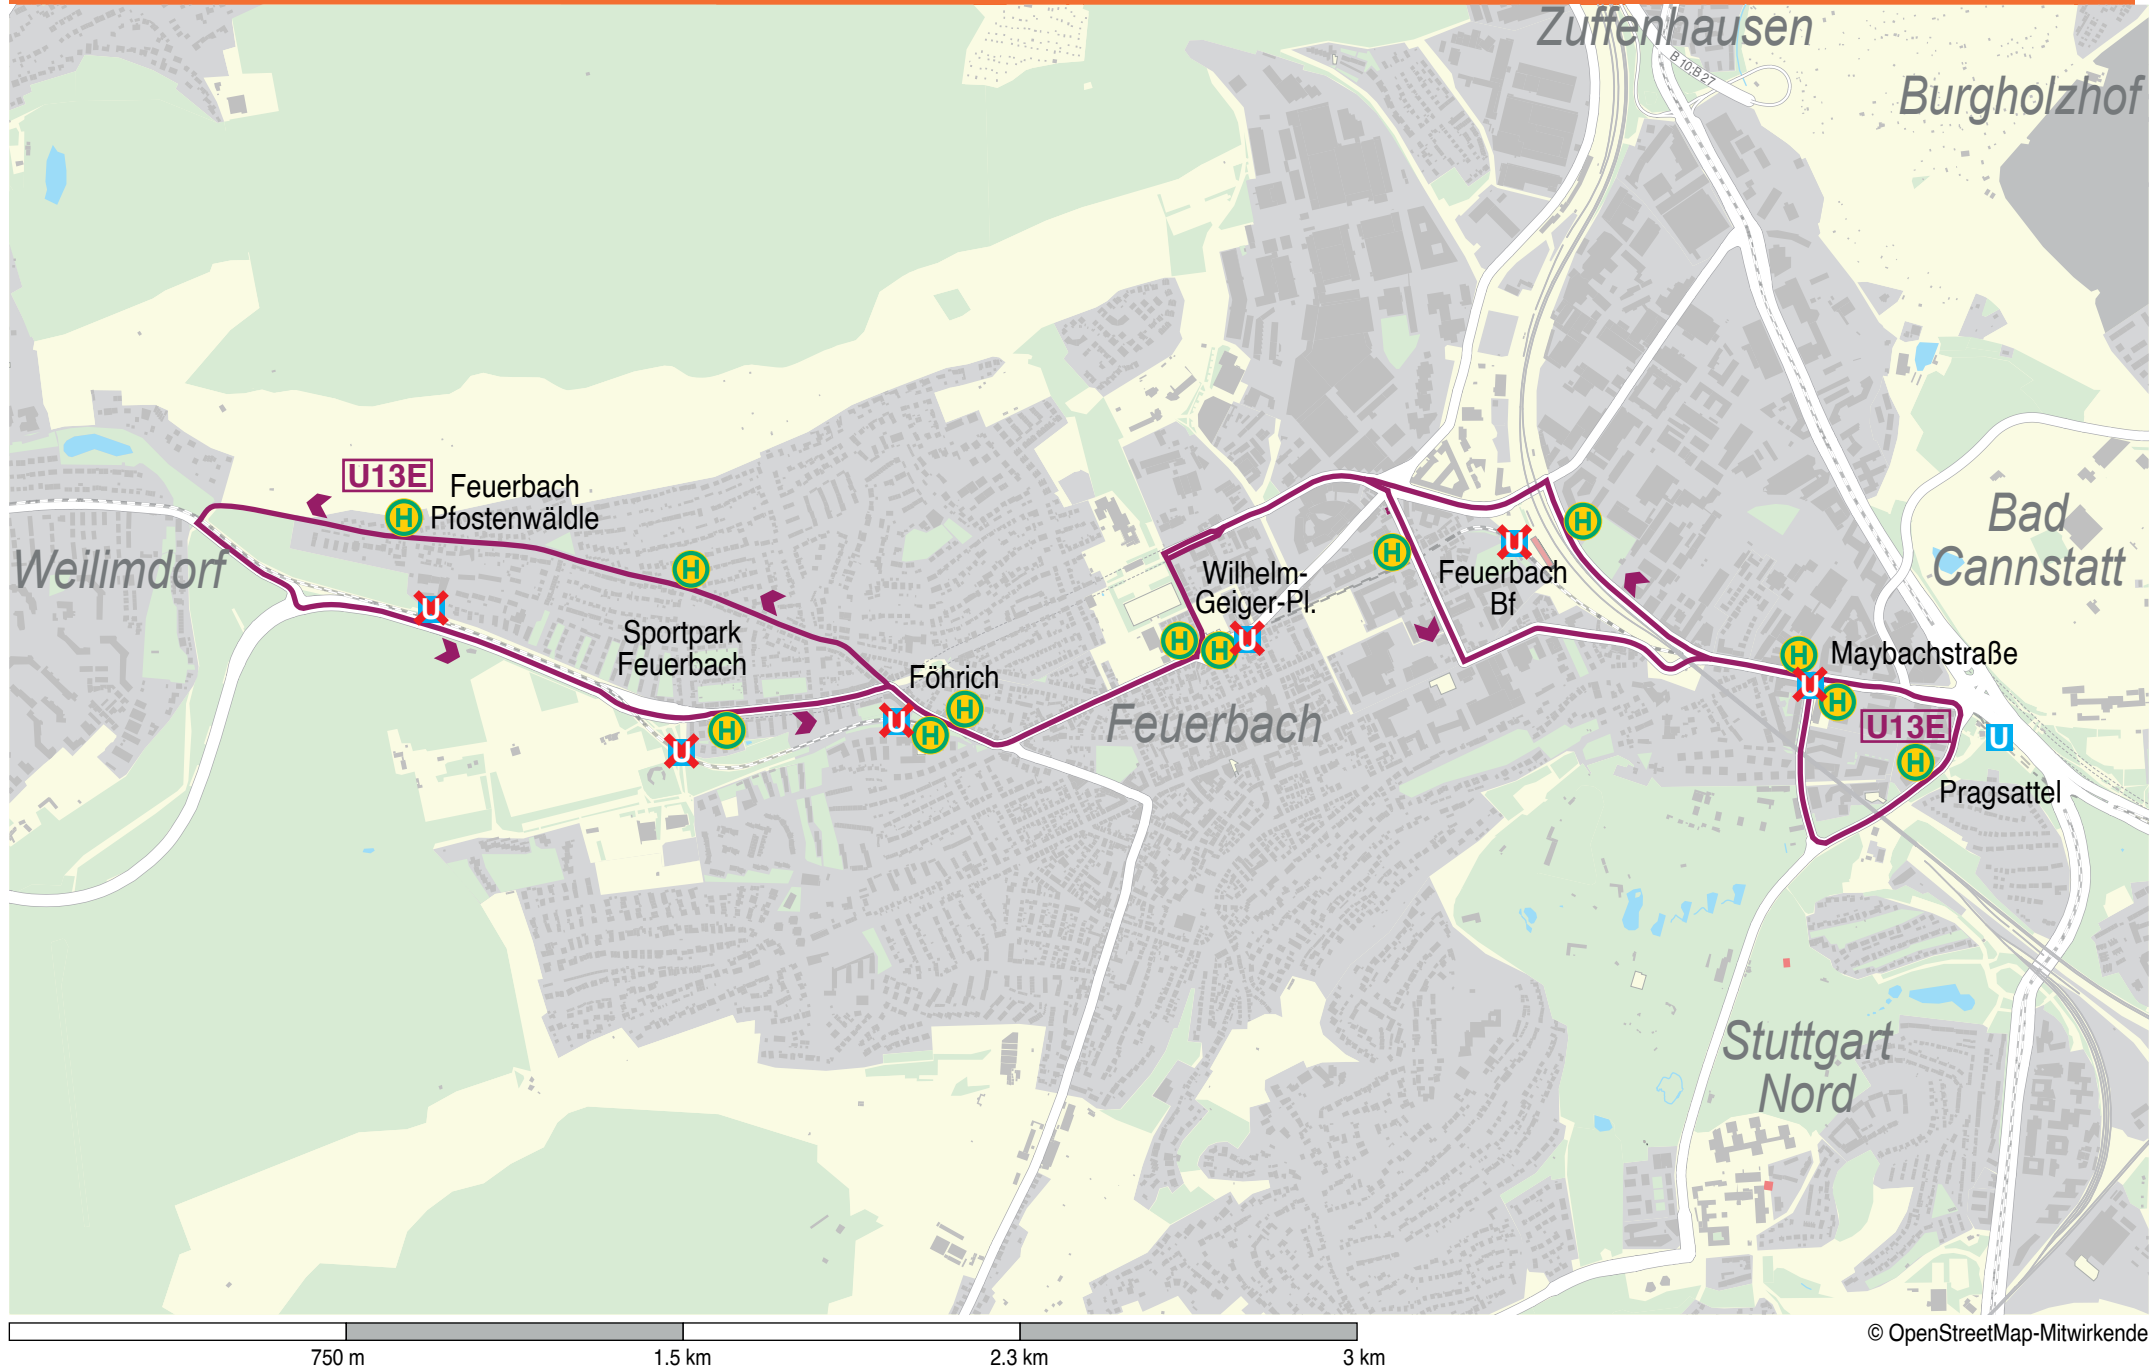 Zuffenhausen
B 10;B 27
Burgholzhof
U13E
Feuerbach
Pfostenwäldle
H
Weilimdorf
U
H
Sportpark
Feuerbach
H
U
Föhrich
H
U
H
Wilhelm-
Geiger-Pl.
H
H
U
Feuerbach
H
U
H
Feuerbach
Bf
Bad
Cannstatt
H
Maybachstraße
U
H
U13E
U
H
Pragsattel
Stuttgart
Nord
750 m
1.5 km
2.3 km
3 km
© OpenStreetMap-Mitwirkende